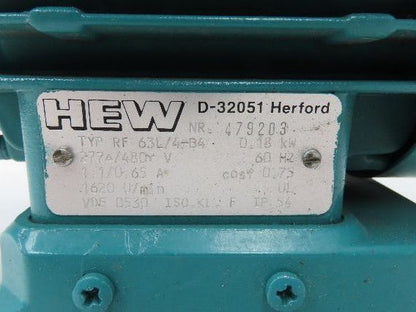 HEW D-32051 Herford
NR. 479203
TYP RF 63L/4-B4 0.18 kW
277Δ/480Y V 60 HZ
1.1/0.65 A cosφ 0.75
1620 U/min UL
VDE 0530 ISO.KL. F IP 54